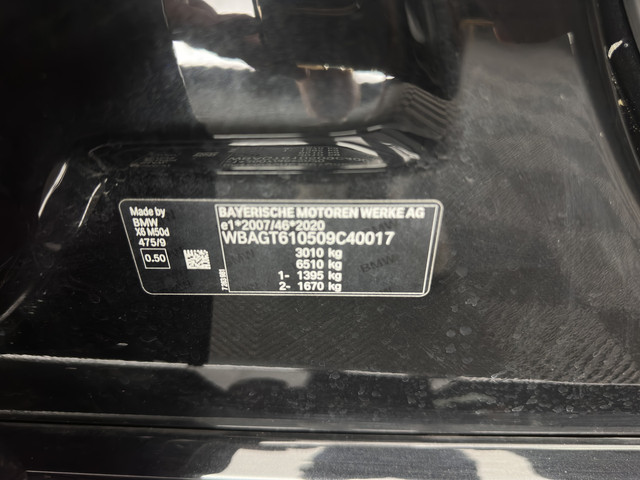 Made by
BMW
X6 M50d
475/9
0.50
BAYERISCHE MOTOREN WERKE AG
e1*2007/46*2020
WBAGT610509C40017
3010 kg
6510 kg
1- 1395 kg
2- 1670 kg